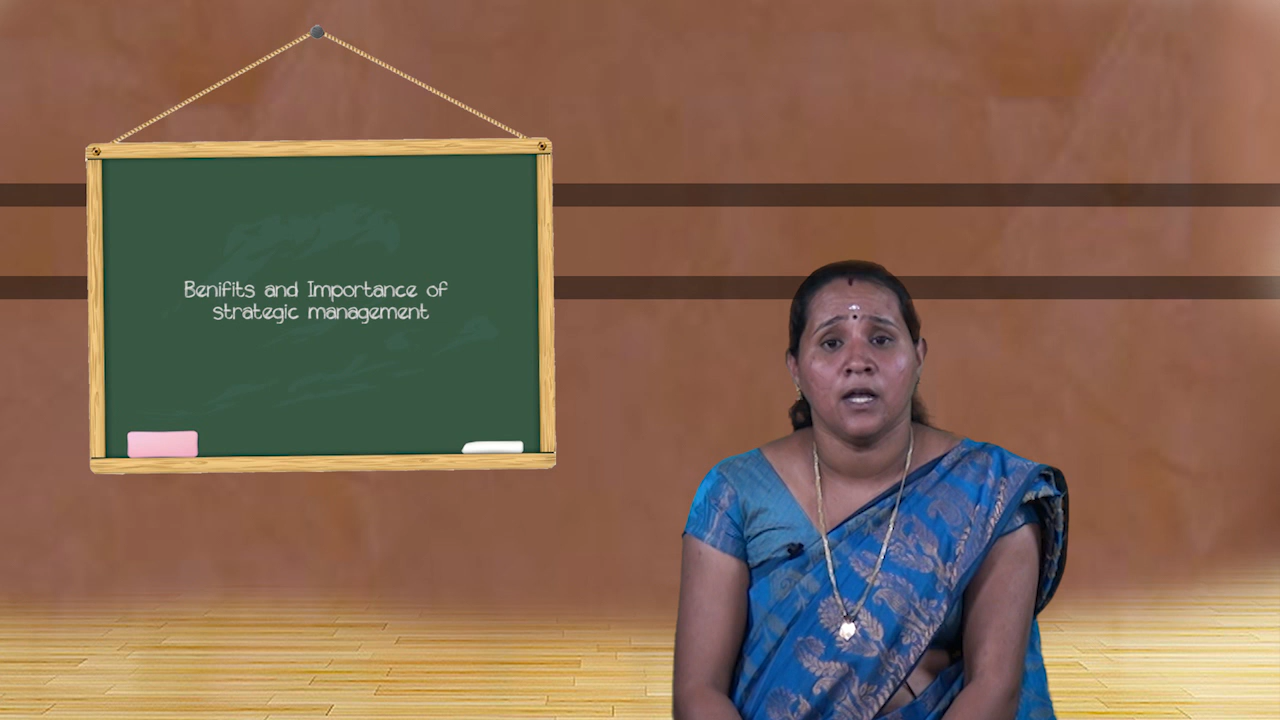 Benifits and Importance of
strategic management